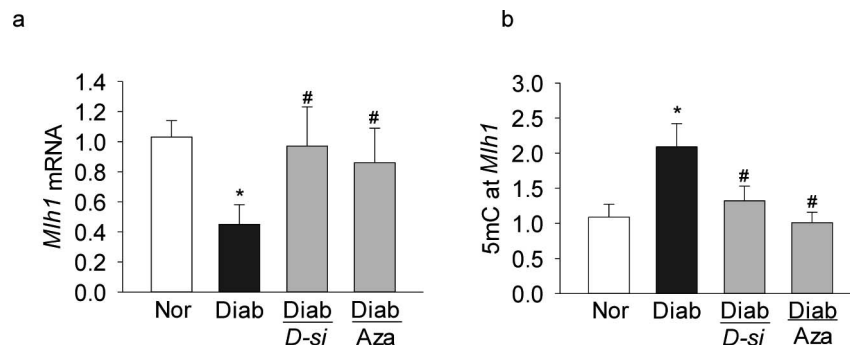 a
Mlh1 mRNA
1.4
1.2
1.0
0.8
0.6
0.4
0.2
0.0
*
#
#
Nor
Diab
Diab
D-si
Diab
Aza
b
5mC at Mlh1
3.0
2.5
2.0
1.5
1.0
0.5
0.0
*
#
#
Nor
Diab
Diab
D-si
Diab
Aza